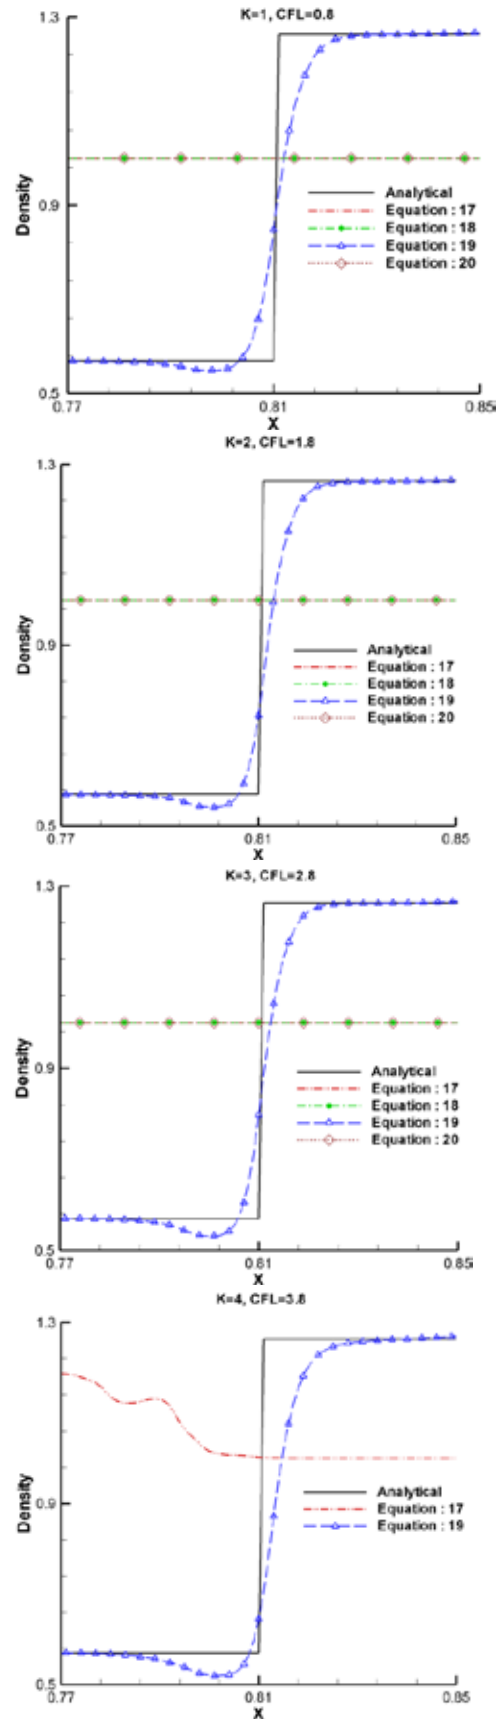 K=1, CFL=0.8
1.3
0.9
0.5
Density
Analytical
Equation : 17
Equation : 18
Equation : 19
Equation : 20
0.77
0.81
0.85
X
K=2, CFL=1.8
1.3
0.9
0.5
Density
Analytical
Equation : 17
Equation : 18
Equation : 19
Equation : 20
0.77
0.81
0.85
X
K=3, CFL=2.8
1.3
0.9
0.5
Density
Analytical
Equation : 17
Equation : 18
Equation : 19
Equation : 20
0.77
0.81
0.85
X
K=4, CFL=3.8
1.3
0.9
0.5
Density
Analytical
Equation : 17
Equation : 19
0.77
0.81
0.85
X